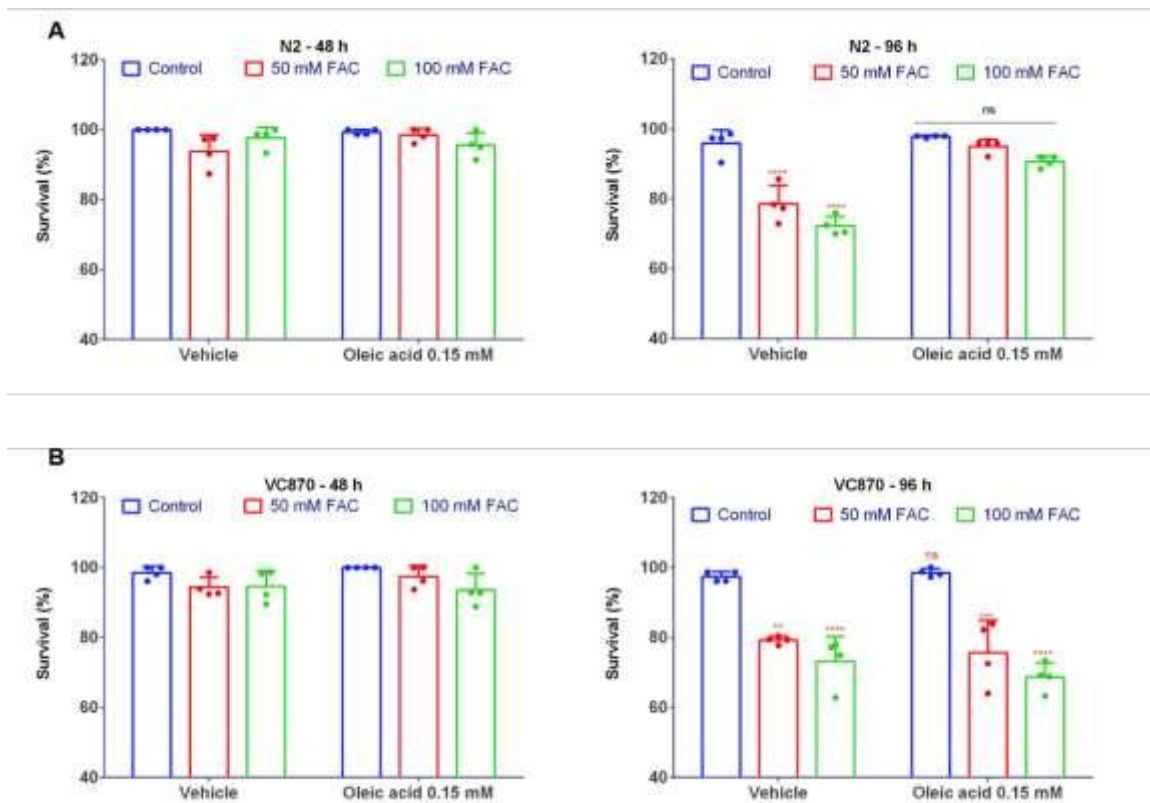 A
N2 - 48 h
N2 - 96 h
Control 50 mM FAC 100 mM FAC
Control 50 mM FAC 100 mM FAC
120
100
80
60
40
Survival (%)
Vehicle Oleic acid 0.15 mM
120
100
80
60
40
Survival (%)
ns
****
****
Vehicle Oleic acid 0.15 mM
B
VC870 - 48 h
VC870 - 96 h
Control 50 mM FAC 100 mM FAC
Control 50 mM FAC 100 mM FAC
120
100
80
60
40
Survival (%)
Vehicle Oleic acid 0.15 mM
120
100
80
60
40
Survival (%)
ns
**
****
***
****
Vehicle Oleic acid 0.15 mM